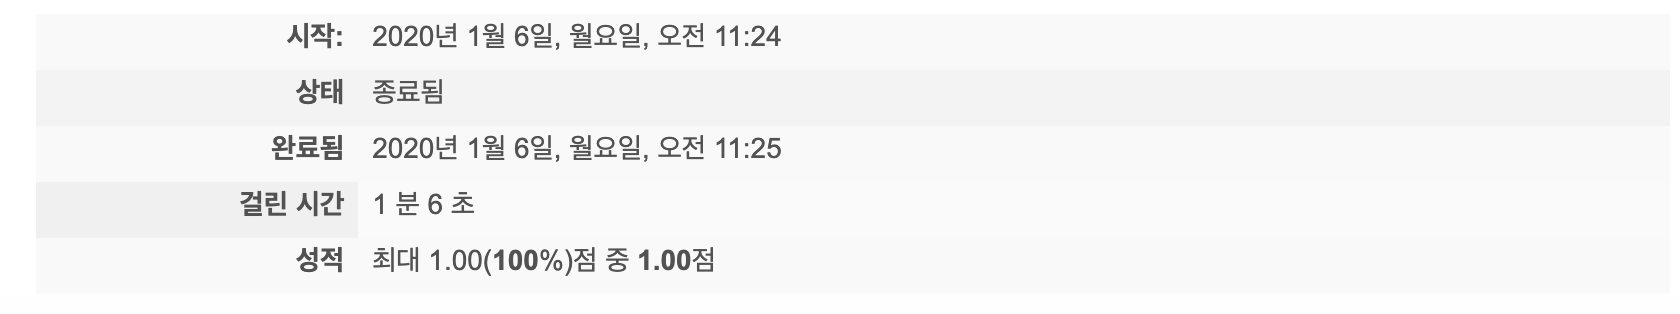 시작: 2020년 1월 6일, 월요일, 오전 11:24
상태 종료됨
완료됨 2020년 1월 6일, 월요일, 오전 11:25
걸린 시간 1 분 6 초
성적 최대 1.00(100%)점 중 1.00점